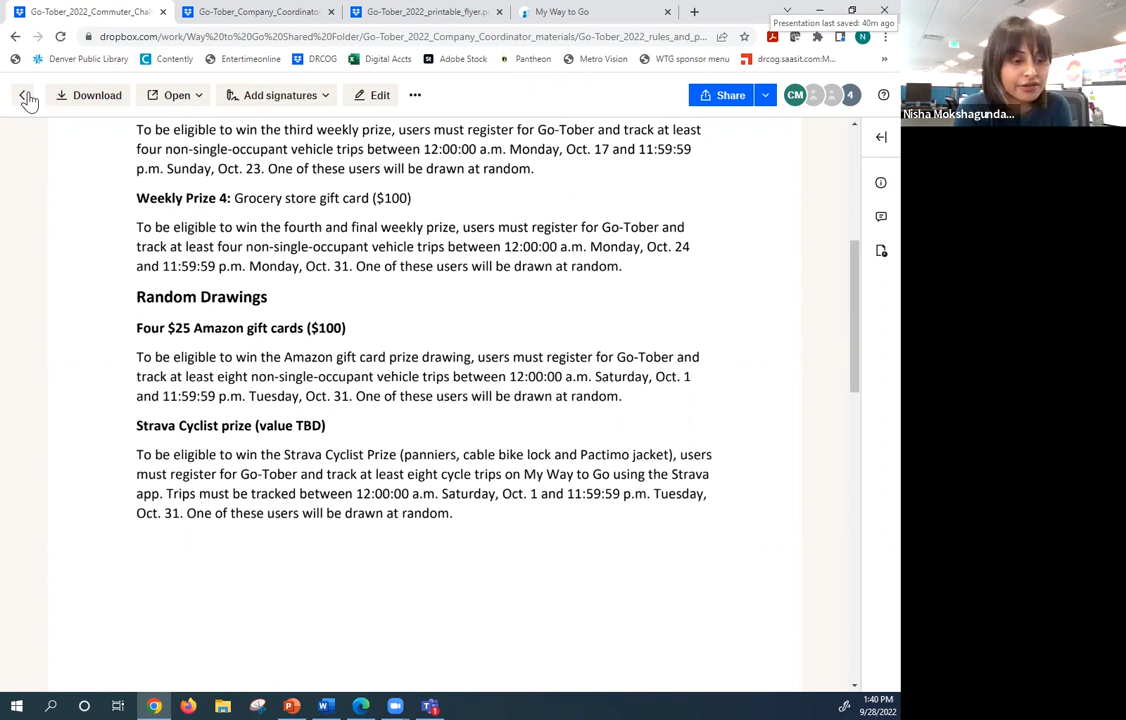 Go-Tober_2022_Commuter_Chal
Go-Tober_Company_Coordinato
Go-Tober_2022_printable_flyer.p
My Way to Go
Presentation last saved: 40m ago
dropbox.com/work/Way%20to%20Go%20Shared%20Folder/Go-Tober_2022_Company_Coordinator_materials/Go-Tober_2022_rules_and_p...
N
Denver Public Library
Contently
Entertimeonline
DRCOG
Digital Accts
St Adobe Stock
Pantheon
Metro Vision
WTG sponsor menu
drcog.saasit.com:M...
»
Download
Open
Add signatures
Edit
Share
CM
4
Nisha Mokshagunda...
To be eligible to win the third weekly prize, users must register for Go-Tober and track at least
four non-single-occupant vehicle trips between 12:00:00 a.m. Monday, Oct. 17 and 11:59:59
p.m. Sunday, Oct. 23. One of these users will be drawn at random.
Weekly Prize 4: Grocery store gift card ($100)
To be eligible to win the fourth and final weekly prize, users must register for Go-Tober and
track at least four non-single-occupant vehicle trips between 12:00:00 a.m. Monday, Oct. 24
and 11:59:59 p.m. Monday, Oct. 31. One of these users will be drawn at random.
Random Drawings
Four $25 Amazon gift cards ($100)
To be eligible to win the Amazon gift card prize drawing, users must register for Go-Tober and
track at least eight non-single-occupant vehicle trips between 12:00:00 a.m. Saturday, Oct. 1
and 11:59:59 p.m. Tuesday, Oct. 31. One of these users will be drawn at random.
Strava Cyclist prize (value TBD)
To be eligible to win the Strava Cyclist Prize (panniers, cable bike lock and Pactimo jacket), users
must register for Go-Tober and track at least eight cycle trips on My Way to Go using the Strava
app. Trips must be tracked between 12:00:00 a.m. Saturday, Oct. 1 and 11:59:59 p.m. Tuesday,
Oct. 31. One of these users will be drawn at random.
1:40 PM
9/28/2022